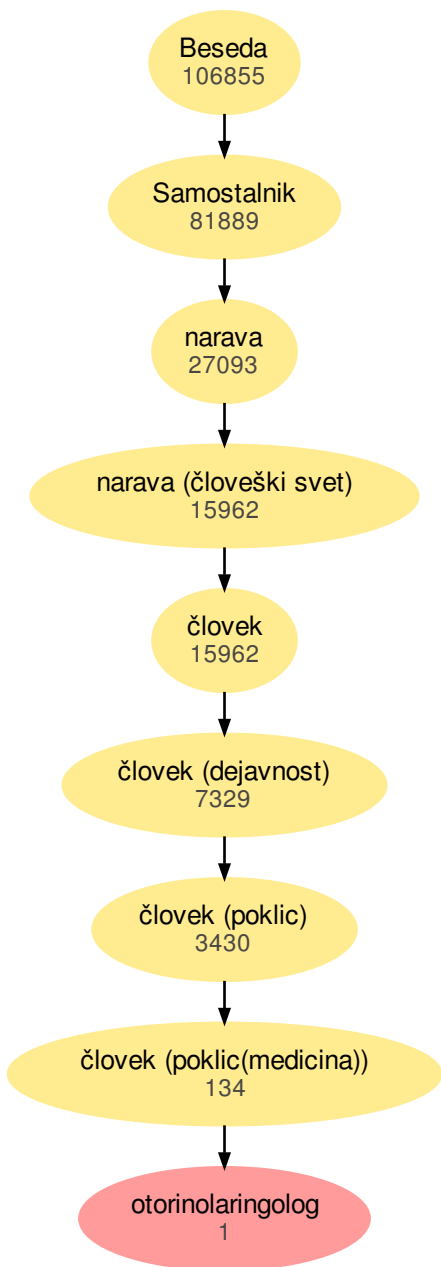 Beseda
106855
Samostalnik
81889
narava
27093
narava (človeški svet)
15962
človek
15962
človek (dejavnost)
7329
človek (poklic)
3430
človek (poklic(medicina))
134
otorinolaringolog
1